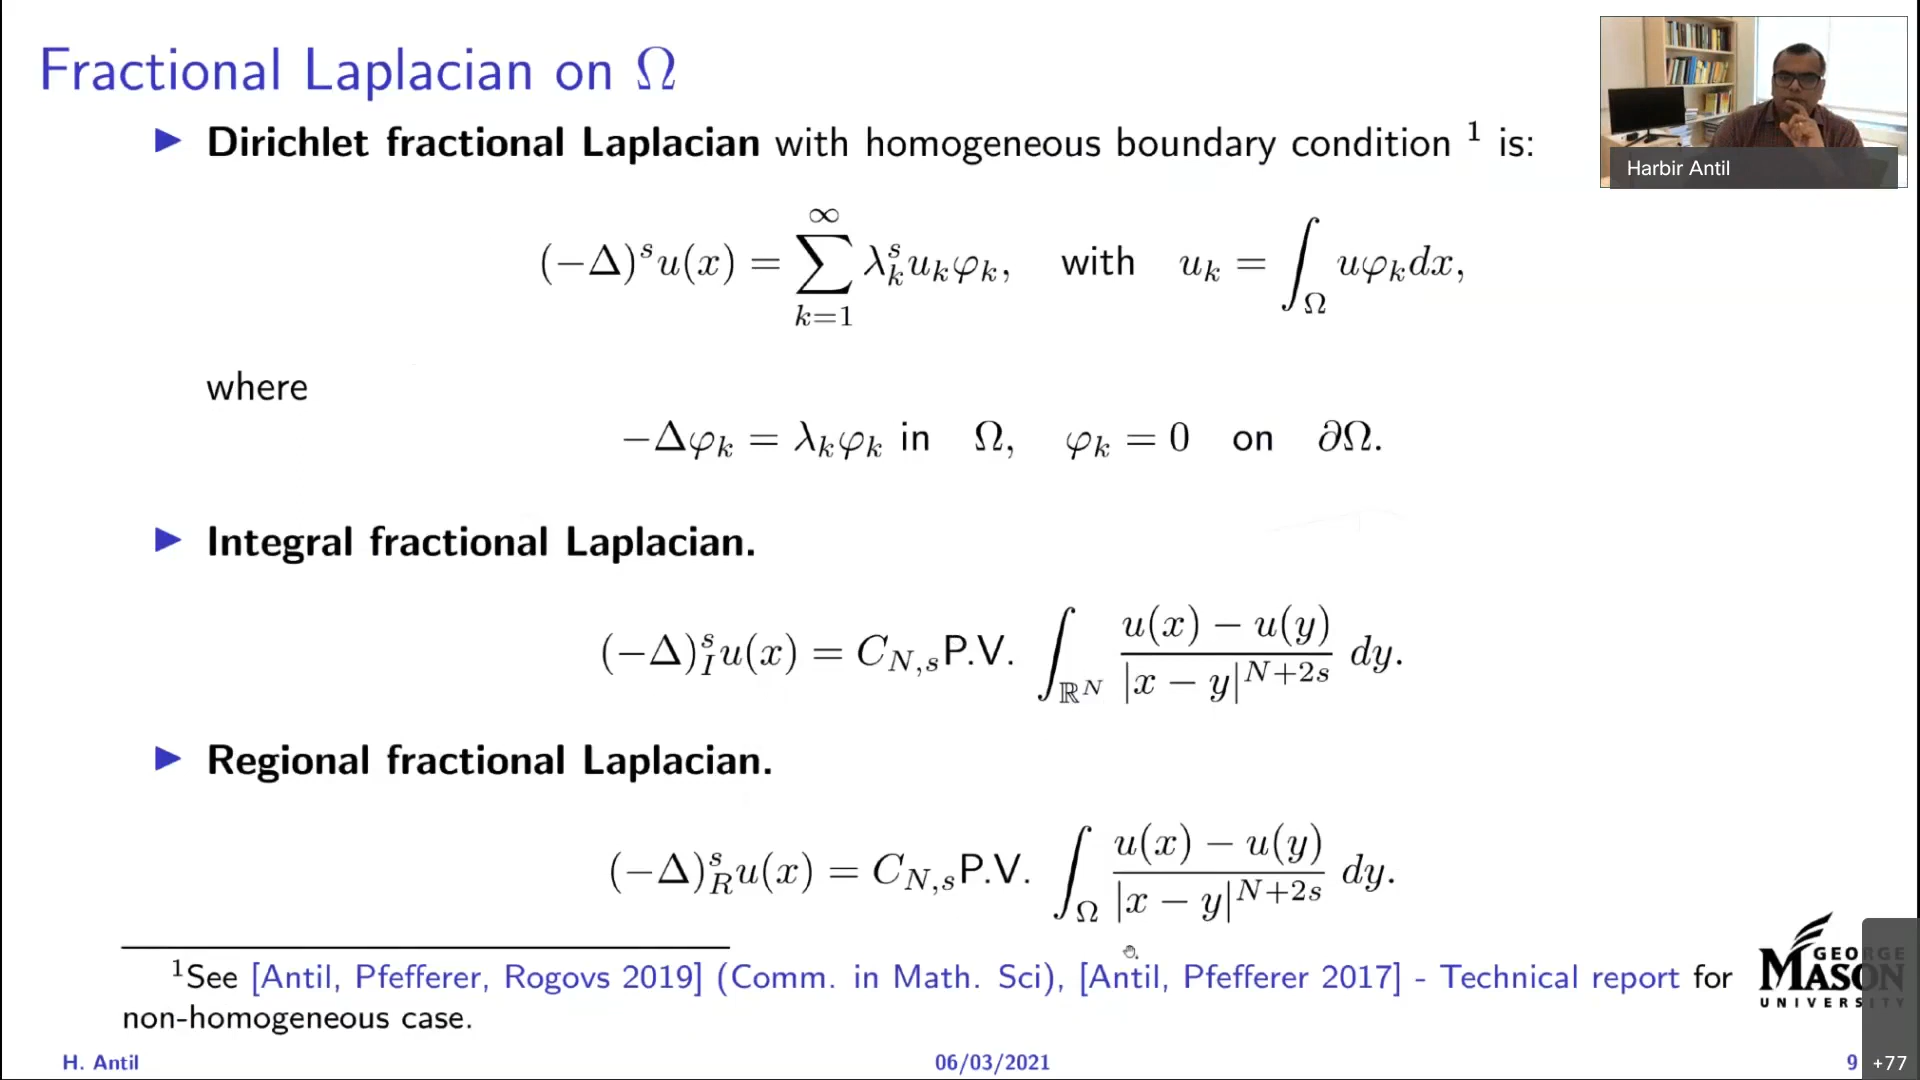 Fractional Laplacian on Ω
▶ Dirichlet fractional Laplacian with homogeneous boundary condition ¹ is:
(−Δ)^s u(x) = ∑_{k=1}^{∞} λ_k^s u_k φ_k, with u_k = ∫_Ω uφ_k dx,
where
−Δφ_k = λ_k φ_k in Ω, φ_k = 0 on ∂Ω.
▶ Integral fractional Laplacian.
(−Δ)_I^s u(x) = C_{N,s} P.V. ∫_{ℝ^N} \frac{u(x) − u(y)}{|x − y|^{N+2s}} dy.
▶ Regional fractional Laplacian.
(−Δ)_R^s u(x) = C_{N,s} P.V. ∫_Ω \frac{u(x) − u(y)}{|x − y|^{N+2s}} dy.
¹See [Antil, Pfefferer, Rogovs 2019] (Comm. in Math. Sci), [Antil, Pfefferer 2017] - Technical report for
non-homogeneous case.
H. Antil 06/03/2021 9
Harbir Antil
GEORGE
MASON
UNIVERSITY
+77